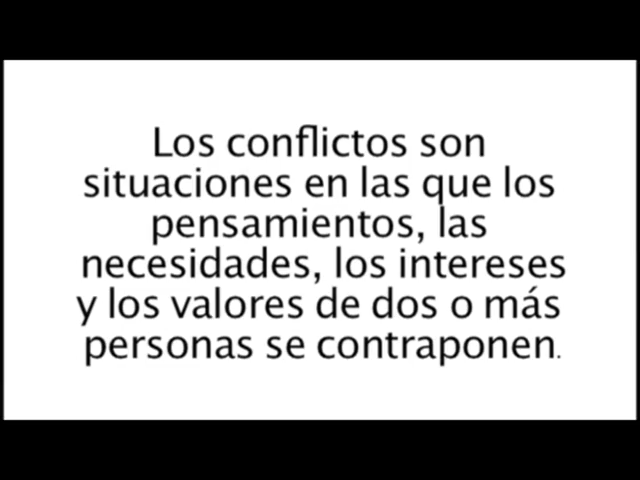 Los conflictos son
situaciones en las que los
pensamientos, las
necesidades, los intereses
y los valores de dos o más
personas se contraponen.